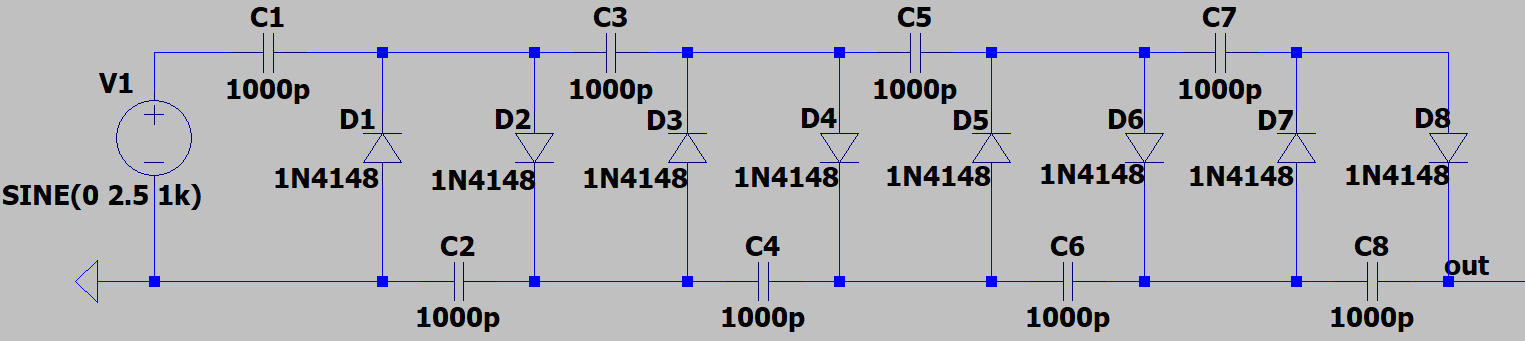 C1
C3
C5
C7
1000p
1000p
1000p
1000p
V1
D1
D2
D3
D4
D5
D6
D7
D8
1N4148
1N4148
1N4148
1N4148
1N4148
1N4148
1N4148
1N4148
SINE(0 2.5 1k)
C2
C4
C6
C8
out
1000p
1000p
1000p
1000p